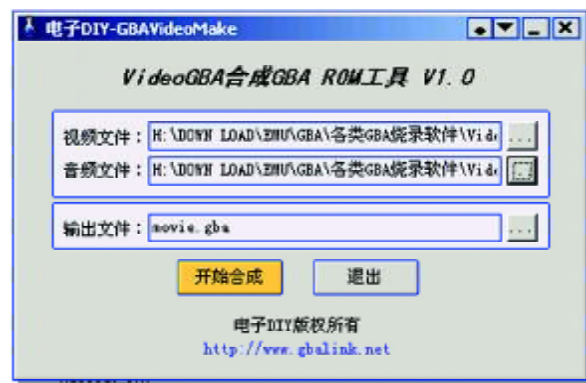 电子DIY-GBAVideoMake
VideoGBA合成GBA ROM工具 V1.0
视频文件：H:\DOWN LOAD\EMU\GBA\各类GBA烧录软件\Vid ...
音频文件：H:\DOWN LOAD\EMU\GBA\各类GBA烧录软件\Vid ...
输出文件：movie.gba ...
开始合成 退出
电子DIY版权所有
http://www.gbalink.net